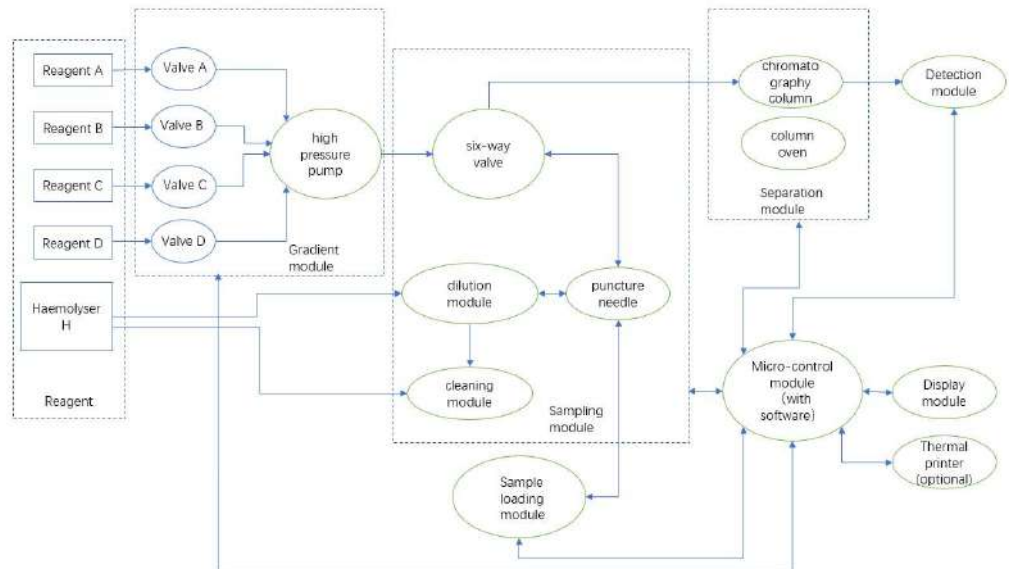 Reagent A
Reagent B
Reagent C
Reagent D
Haemolyser
H
Reagent
Valve A
Valve B
Valve C
Valve D
high
pressure
pump
Gradient
module
six-way
valve
dilution
module
puncture
needle
cleaning
module
Sampling
module
Sample
loading
module
chromato
graphy
column
column
oven
Separation
module
Detection
module
Micro-control
module
(with
software)
Display
module
Thermal
printer
(optional)